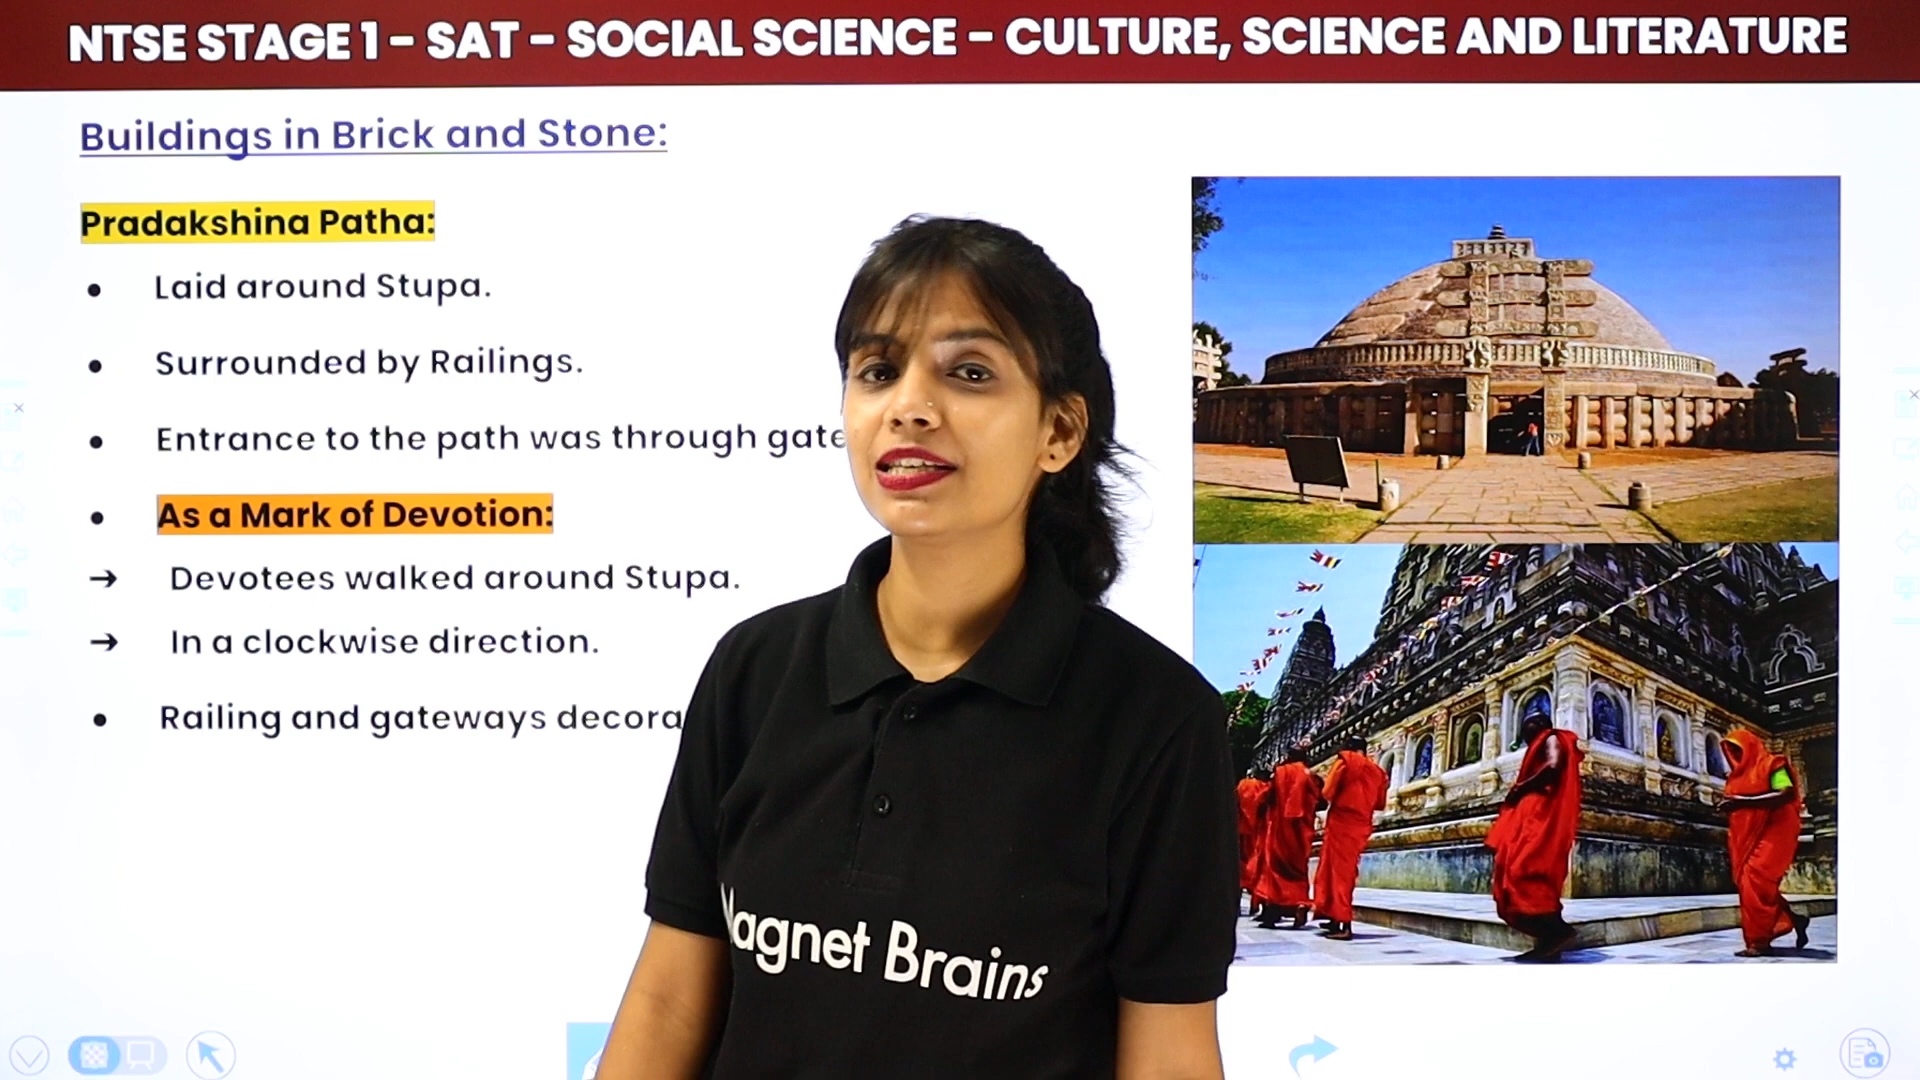 NTSE STAGE 1 - SAT - SOCIAL SCIENCE - CULTURE, SCIENCE AND LITERATURE
Buildings in Brick and Stone:
Pradakshina Patha:
• Laid around Stupa.
• Surrounded by Railings.
• Entrance to the path was through gate
• As a Mark of Devotion:
→ Devotees walked around Stupa.
→ In a clockwise direction.
• Railing and gateways decora
agnet Brains